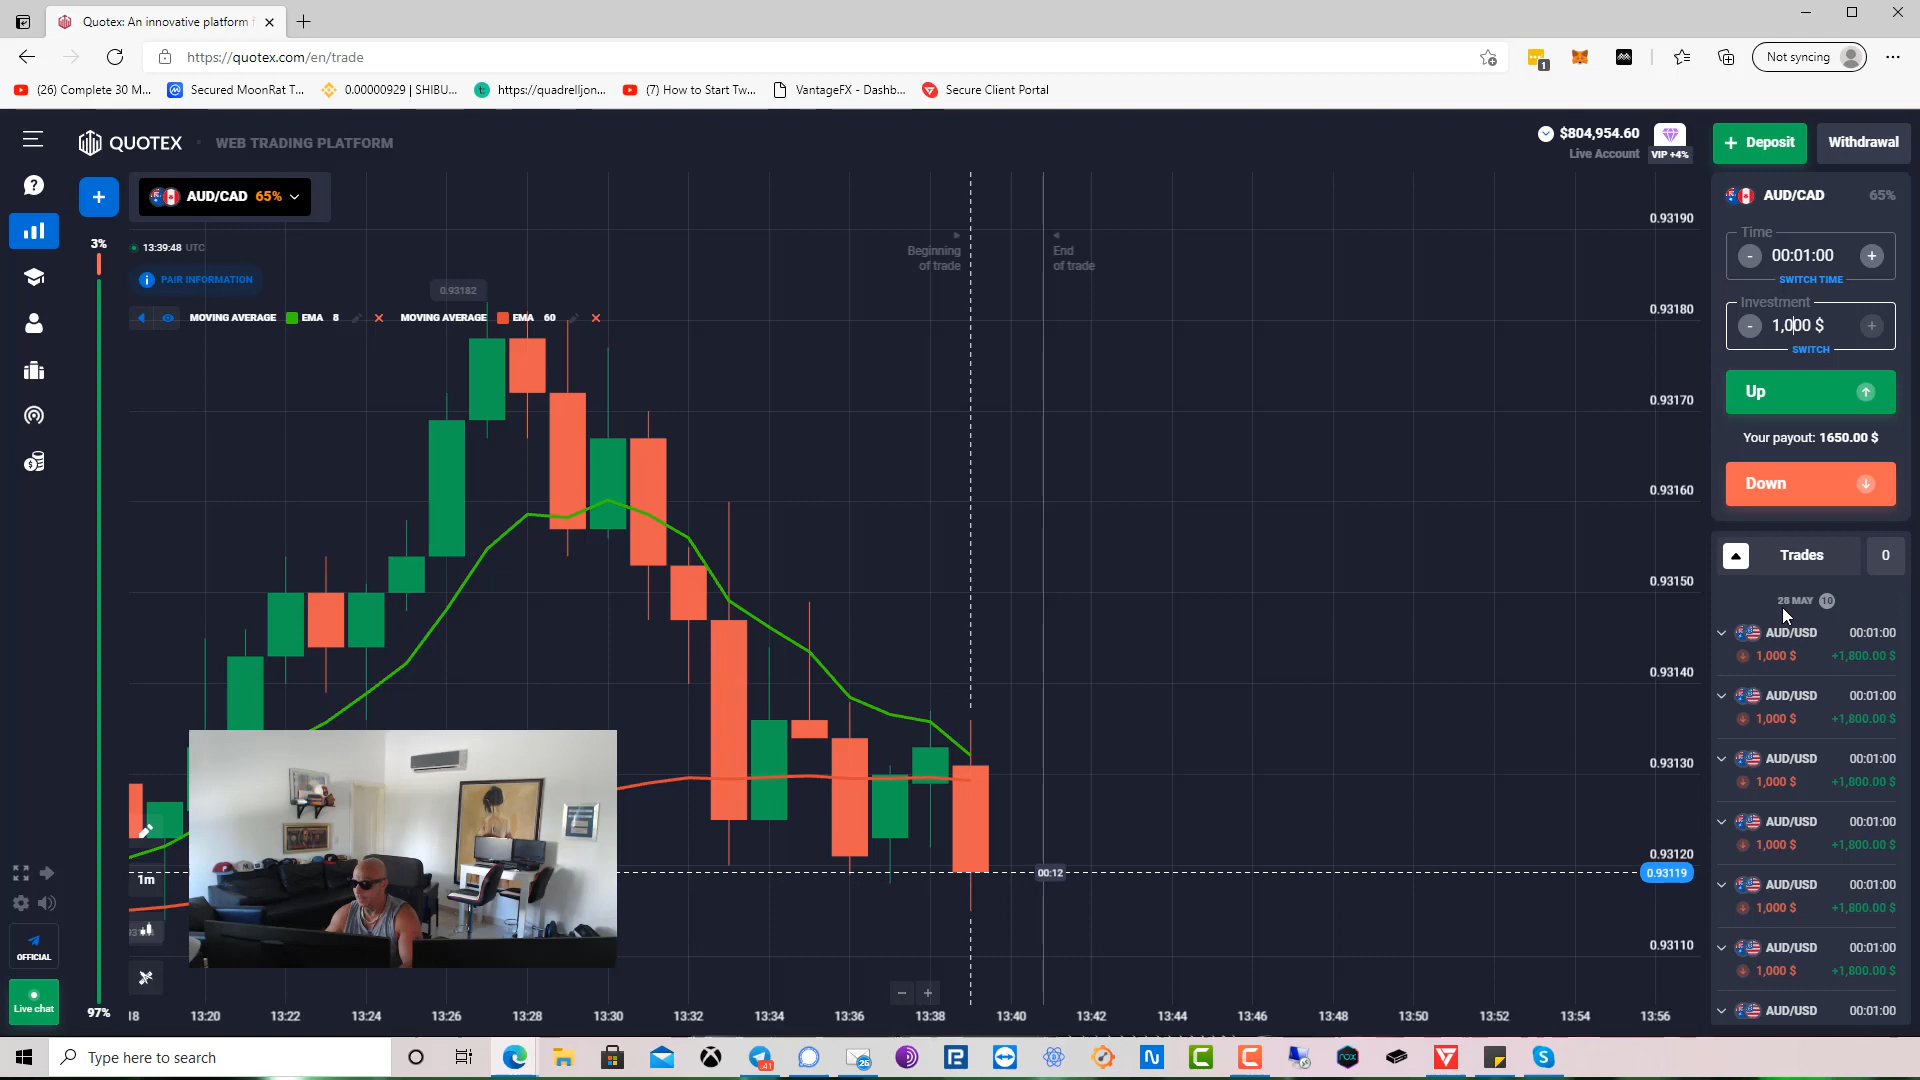 Quotex: An innovative platform f
https://quotex.com/en/trade
1
Not syncing
(26) Complete 30 M...
Secured MoonRat T...
0.00000929 | SHIBU...
https://quadrelljon...
(7) How to Start Tw...
VantageFX - Dashb...
Secure Client Portal
QUOTEX
WEB TRADING PLATFORM
$804,954.60
Live Account
VIP +4%
+ Deposit
Withdrawal
AUD/CAD 65%
3%
13:39:48 UTC
PAIR INFORMATION
0.93182
MOVING AVERAGE EMA 8
MOVING AVERAGE EMA 60
Beginning of trade
End of trade
0.93190
0.93180
0.93170
0.93160
0.93150
0.93140
0.93130
0.93120
0.93119
0.93110
00:12
1m
97%
OFFICIAL
Live chat
18
13:20
13:22
13:24
13:26
13:28
13:30
13:32
13:34
13:36
13:38
13:40
13:42
13:44
13:46
13:48
13:50
13:52
13:54
13:56
AUD/CAD 65%
Time
- 00:01:00 +
SWITCH TIME
Investment
- 1,000 $ +
SWITCH
Up
Your payout: 1650.00 $
Down
Trades 0
28 MAY 10
AUD/USD 00:01:00
1,000 $ +1,800.00 $
AUD/USD 00:01:00
1,000 $ +1,800.00 $
AUD/USD 00:01:00
1,000 $ +1,800.00 $
AUD/USD 00:01:00
1,000 $ +1,800.00 $
AUD/USD 00:01:00
1,000 $ +1,800.00 $
AUD/USD 00:01:00
1,000 $ +1,800.00 $
AUD/USD 00:01:00
Type here to search